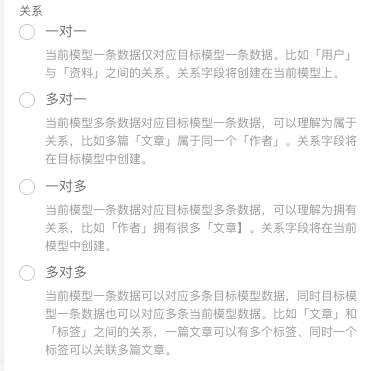 关系
一对一
当前模型一条数据仅对应目标模型一条数据。比如「用户」
与「资料」之间的关系。关系字段将创建在当前模型上。
多对一
当前模型多条数据对应目标模型一条数据，可以理解为属于
关系，比如多篇「文章」属于同一个「作者」。关系字段将
在目标模型中创建。
一对多
当前模型一条数据对应目标模型多条数据，可以理解为拥有
关系，比如「作者」拥有很多「文章】。关系字段将在当前
模型中创建。
多对多
当前模型一条数据可以对应多条目标模型数据，同时目标模
型一条数据也可以对应多条当前模型数据。比如「文章」和
「标签」之间的关系，一篇文章可以有多个标签、同时一个
标签可以关联多篇文章。